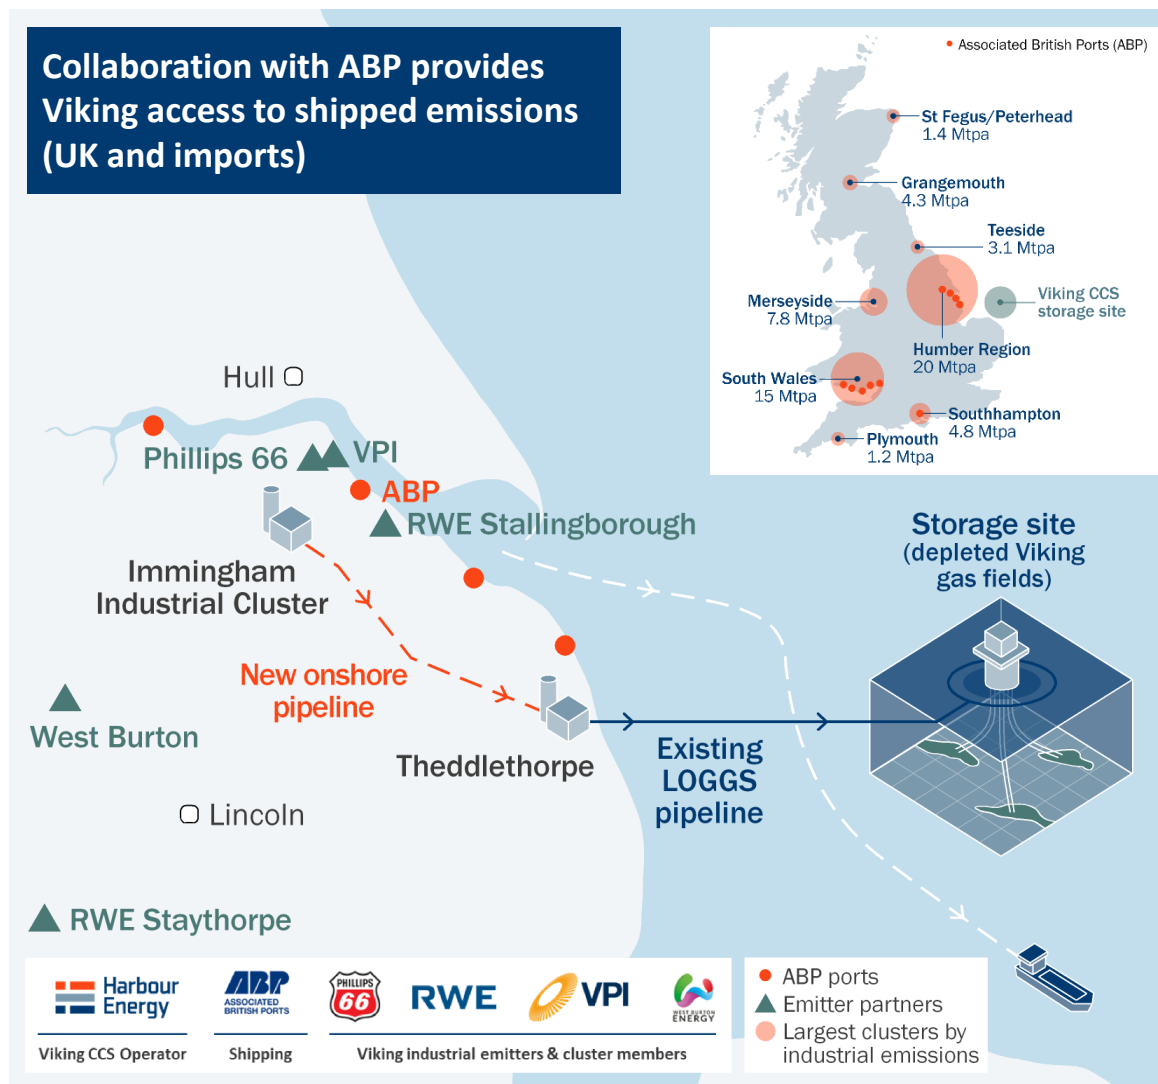 Collaboration with ABP provides
Viking access to shipped emissions
(UK and imports)
Associated British Ports (ABP)
St Fegus/Peterhead
1.4 Mtpa
Grangemouth
4.3 Mtpa
Teeside
3.1 Mtpa
Merseyside
7.8 Mtpa
Viking CCS
storage site
Humber Region
20 Mtpa
South Wales
15 Mtpa
Southhampton
4.8 Mtpa
Plymouth
1.2 Mtpa
Hull
Phillips 66
VPI
ABP
RWE Stallingborough
Immingham
Industrial Cluster
New onshore
pipeline
West Burton
Theddlethorpe
Lincoln
RWE Staythorpe
Storage site
(depleted Viking
gas fields)
Existing
LOGGS
pipeline
Harbour
Energy
Viking CCS Operator
ABP
ASSOCIATED
BRITISH PORTS
Shipping
PHILLIPS
66
RWE
VPI
WEST BURTON
ENERGY
Viking industrial emitters & cluster members
ABP ports
Emitter partners
Largest clusters by
industrial emissions